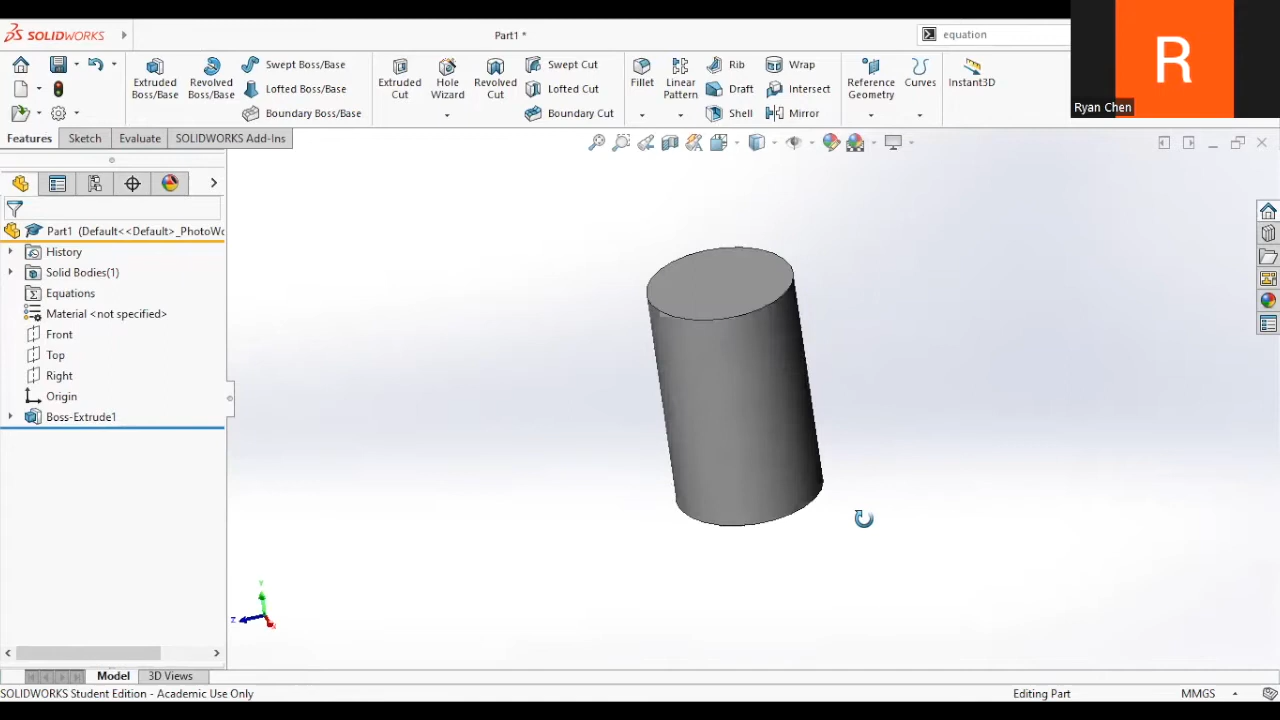 SOLIDWORKS
Part1 *
equation
R
Ryan Chen
Extruded Boss/Base
Revolved Boss/Base
Swept Boss/Base
Lofted Boss/Base
Boundary Boss/Base
Extruded Cut
Hole Wizard
Revolved Cut
Swept Cut
Lofted Cut
Boundary Cut
Fillet
Linear Pattern
Rib
Draft
Shell
Wrap
Intersect
Mirror
Reference Geometry
Curves
Instant3D
Features
Sketch
Evaluate
SOLIDWORKS Add-Ins
Part1 (Default<<Default>_PhotoWo
History
Solid Bodies(1)
Equations
Material <not specified>
Front
Top
Right
Origin
Boss-Extrude1
Y
Z
X
Model
3D Views
SOLIDWORKS Student Edition - Academic Use Only
Editing Part
MMGS